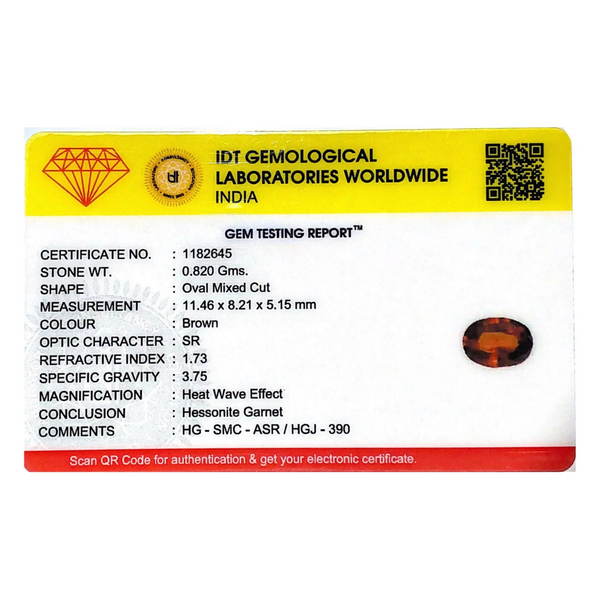 iDT GEMOLOGICAL
LABORATORIES WORLDWIDE
INDIA
GEM TESTING REPORT™
CERTIFICATE NO. : 1182645
STONE WT. : 0.820 Gms.
SHAPE : Oval Mixed Cut
MEASUREMENT : 11.46 x 8.21 x 5.15 mm
COLOUR : Brown
OPTIC CHARACTER : SR
REFRACTIVE INDEX : 1.73
SPECIFIC GRAVITY : 3.75
MAGNIFICATION : Heat Wave Effect
CONCLUSION : Hessonite Garnet
COMMENTS : HG - SMC - ASR / HGJ - 390
Scan QR Code for authentication & get your electronic certificate.